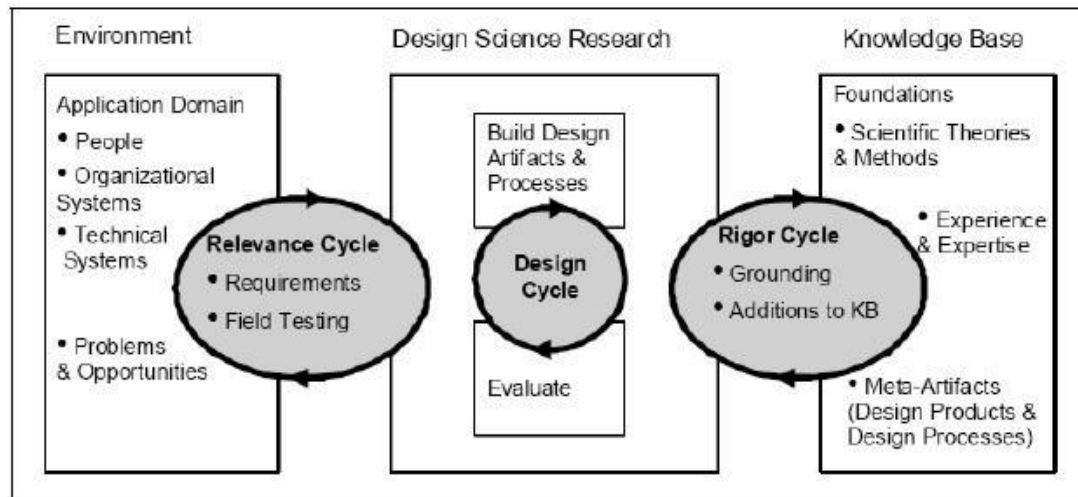 Environment
Design Science Research
Knowledge Base
Application Domain
• People
• Organizational
Systems
• Technical
Systems
• Problems
& Opportunities
Relevance Cycle
• Requirements
• Field Testing
Build Design
Artifacts &
Processes
Design
Cycle
Evaluate
Rigor Cycle
• Grounding
• Additions to KB
Foundations
• Scientific Theories
& Methods
• Experience
& Expertise
• Meta-Artifacts
(Design Products &
Design Processes)